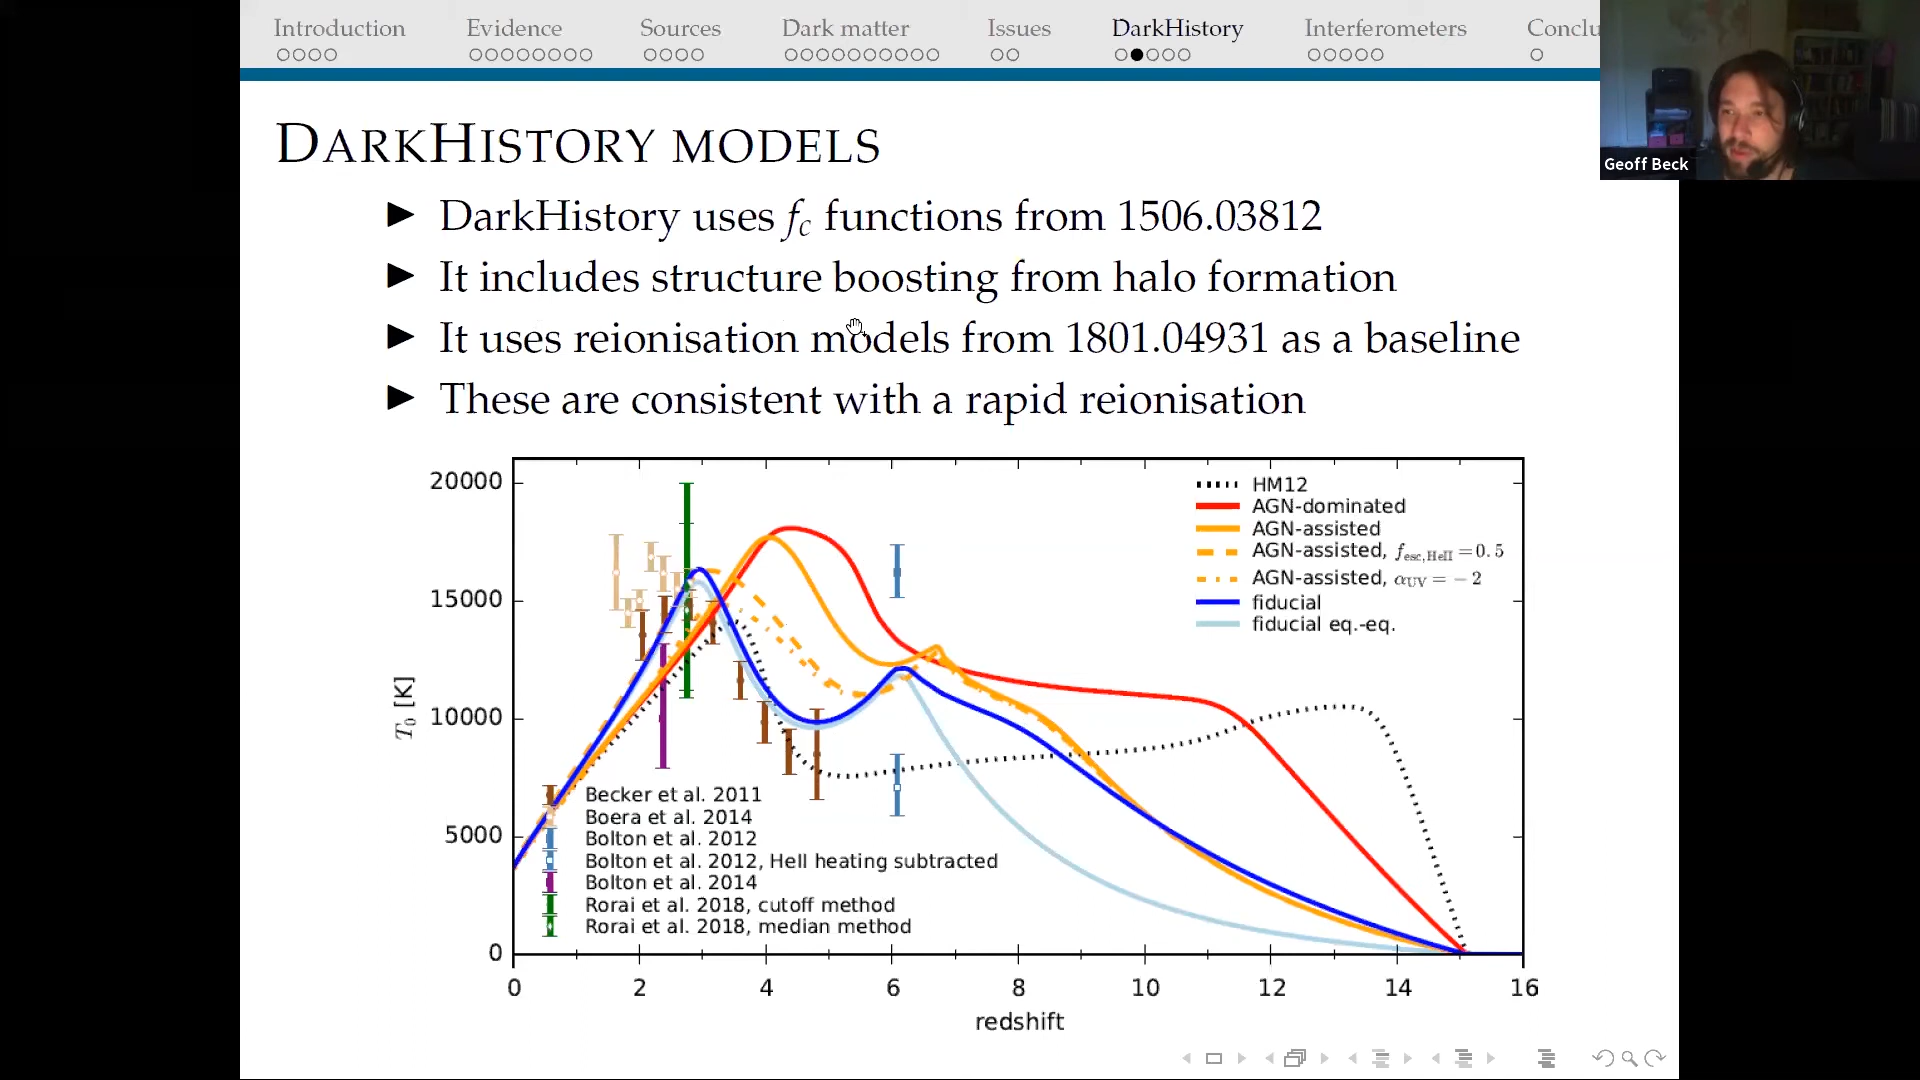 Introduction Evidence Sources Dark matter Issues DarkHistory Interferometers Conclu
Geoff Beck
DARKHISTORY MODELS
DarkHistory uses fc functions from 1506.03812
It includes structure boosting from halo formation
It uses reionisation models from 1801.04931 as a baseline
These are consistent with a rapid reionisation
20000
15000
10000
5000
0
T0 [K]
HM12
AGN-dominated
AGN-assisted
AGN-assisted, fesc,HeII = 0.5
AGN-assisted, αUV = −2
fiducial
fiducial eq.-eq.
Becker et al. 2011
Boera et al. 2014
Bolton et al. 2012
Bolton et al. 2012, HeII heating subtracted
Bolton et al. 2014
Rorai et al. 2018, cutoff method
Rorai et al. 2018, median method
0 2 4 6 8 10 12 14 16
redshift